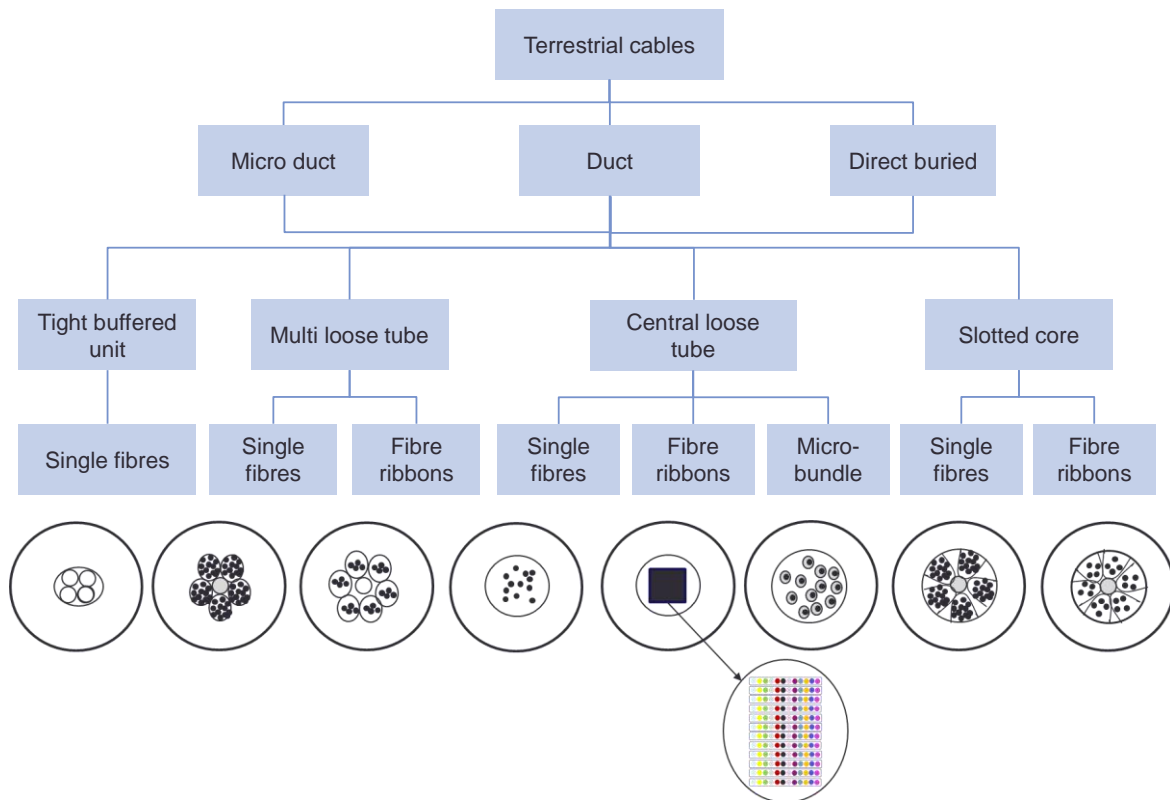 Terrestrial cables
Micro duct
Duct
Direct buried
Tight buffered
unit
Multi loose tube
Central loose
tube
Slotted core
Single fibres
Single
fibres
Fibre
ribbons
Single
fibres
Fibre
ribbons
Micro-
bundle
Single
fibres
Fibre
ribbons